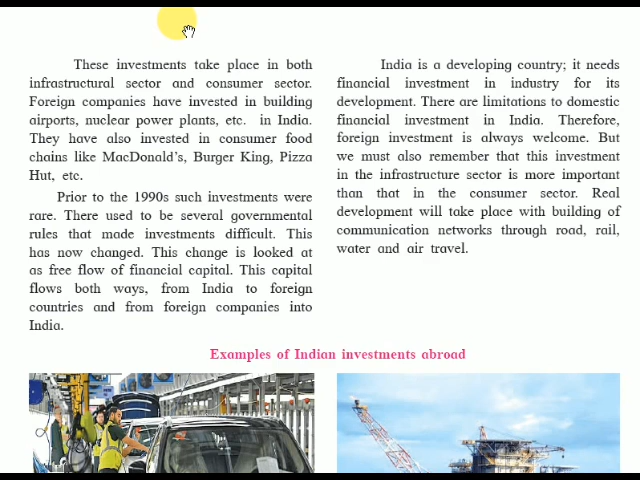 These investments take place in both
infrastructural sector and consumer sector.
Foreign companies have invested in building
airports, nuclear power plants, etc. in India.
They have also invested in consumer food
chains like MacDonald's, Burger King, Pizza
Hut, etc.
Prior to the 1990s such investments were
rare. There used to be several governmental
rules that made investments difficult. This
has now changed. This change is looked at
as free flow of financial capital. This capital
flows both ways, from India to foreign
countries and from foreign companies into
India.
India is a developing country; it needs
financial investment in industry for its
development. There are limitations to domestic
financial investment in India. Therefore,
foreign investment is always welcome. But
we must also remember that this investment
in the infrastructure sector is more important
than that in the consumer sector. Real
development will take place with building of
communication networks through road, rail,
water and air travel.
Examples of Indian investments abroad